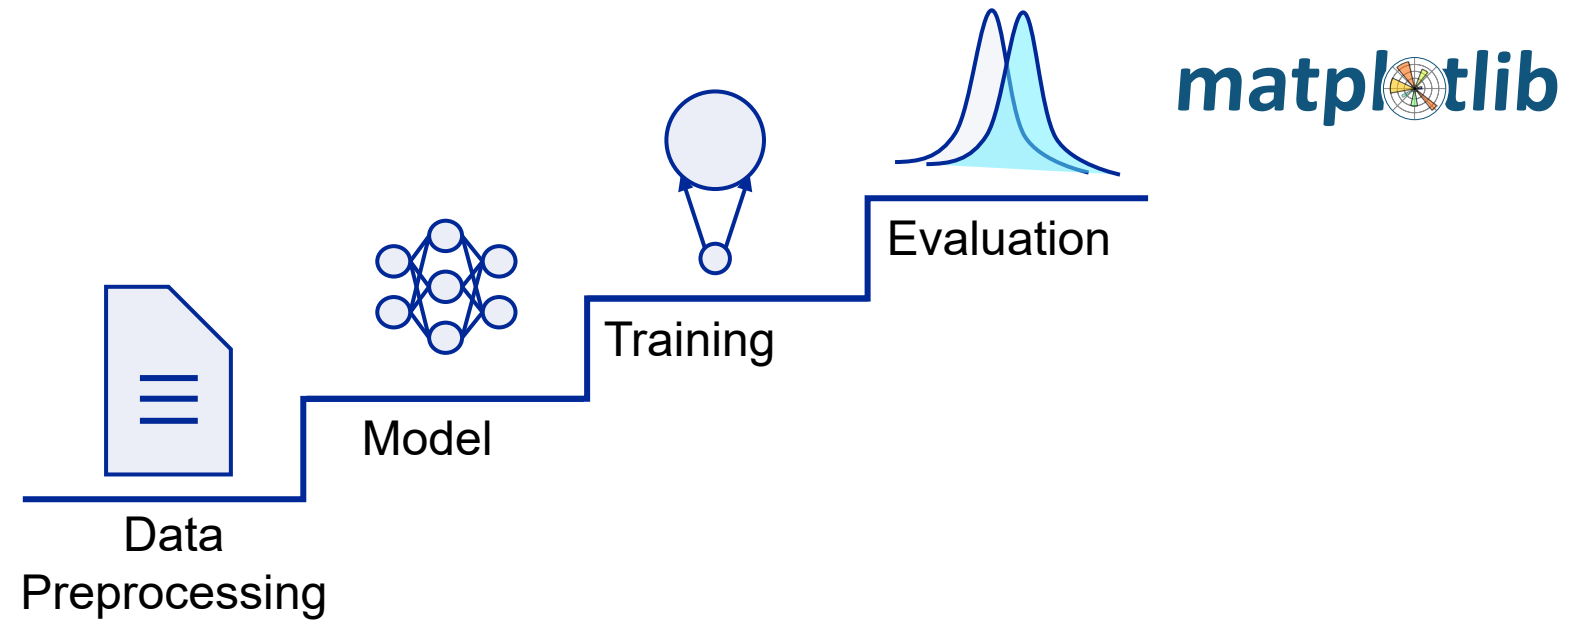 matplotlib
Evaluation
Training
Model
Data
Preprocessing